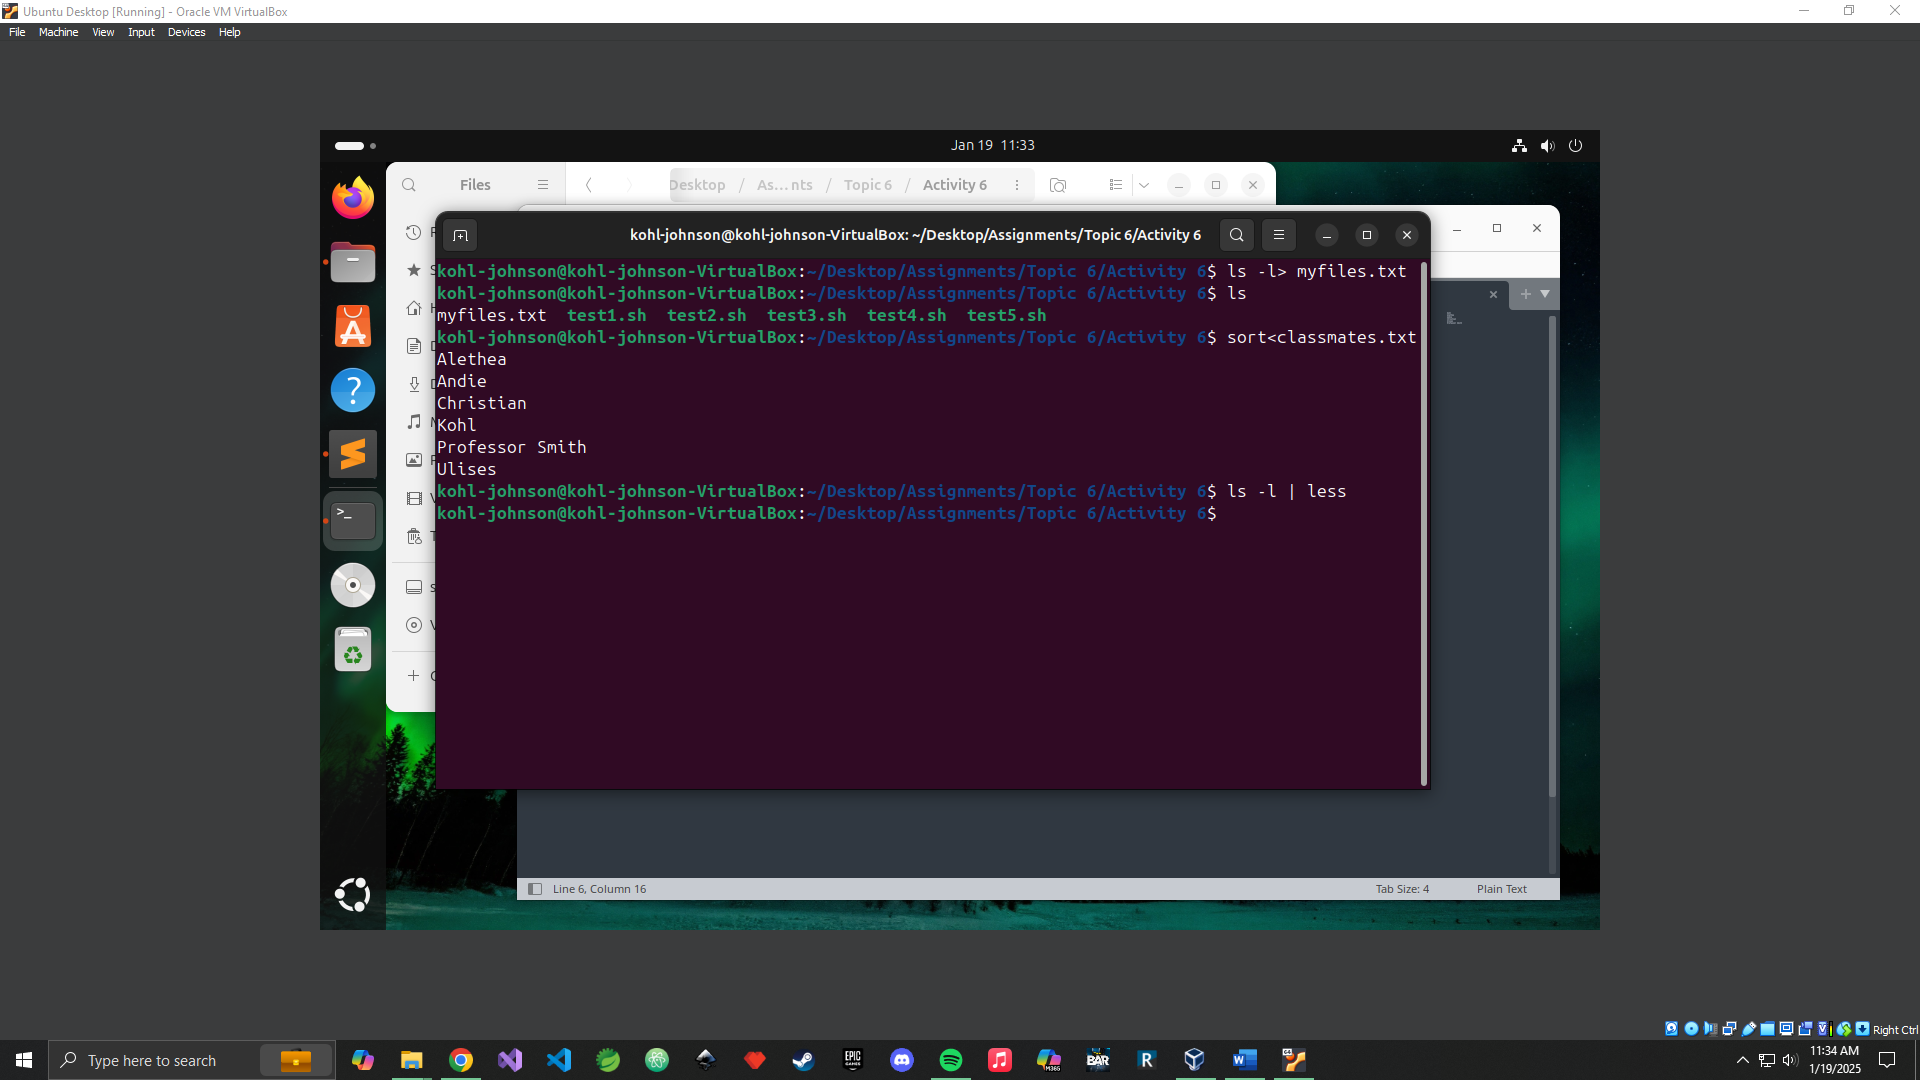 Ubuntu Desktop [Running] - Oracle VM VirtualBox
File Machine View Input Devices Help
Jan 19 11:33
Files
Desktop / As...nts / Topic 6 / Activity 6
kohl-johnson@kohl-johnson-VirtualBox: ~/Desktop/Assignments/Topic 6/Activity 6
kohl-johnson@kohl-johnson-VirtualBox:~/Desktop/Assignments/Topic 6/Activity 6$ ls -l> myfiles.txt
kohl-johnson@kohl-johnson-VirtualBox:~/Desktop/Assignments/Topic 6/Activity 6$ ls
myfiles.txt test1.sh test2.sh test3.sh test4.sh test5.sh
kohl-johnson@kohl-johnson-VirtualBox:~/Desktop/Assignments/Topic 6/Activity 6$ sort<classmates.txt
Alethea
Andie
Christian
Kohl
Professor Smith
Ulises
kohl-johnson@kohl-johnson-VirtualBox:~/Desktop/Assignments/Topic 6/Activity 6$ ls -l | less
kohl-johnson@kohl-johnson-VirtualBox:~/Desktop/Assignments/Topic 6/Activity 6$
Line 6, Column 16
Tab Size: 4
Plain Text
Right Ctrl
Type here to search
EPIC GAMES
M365
BAR
R
11:34 AM
1/19/2025